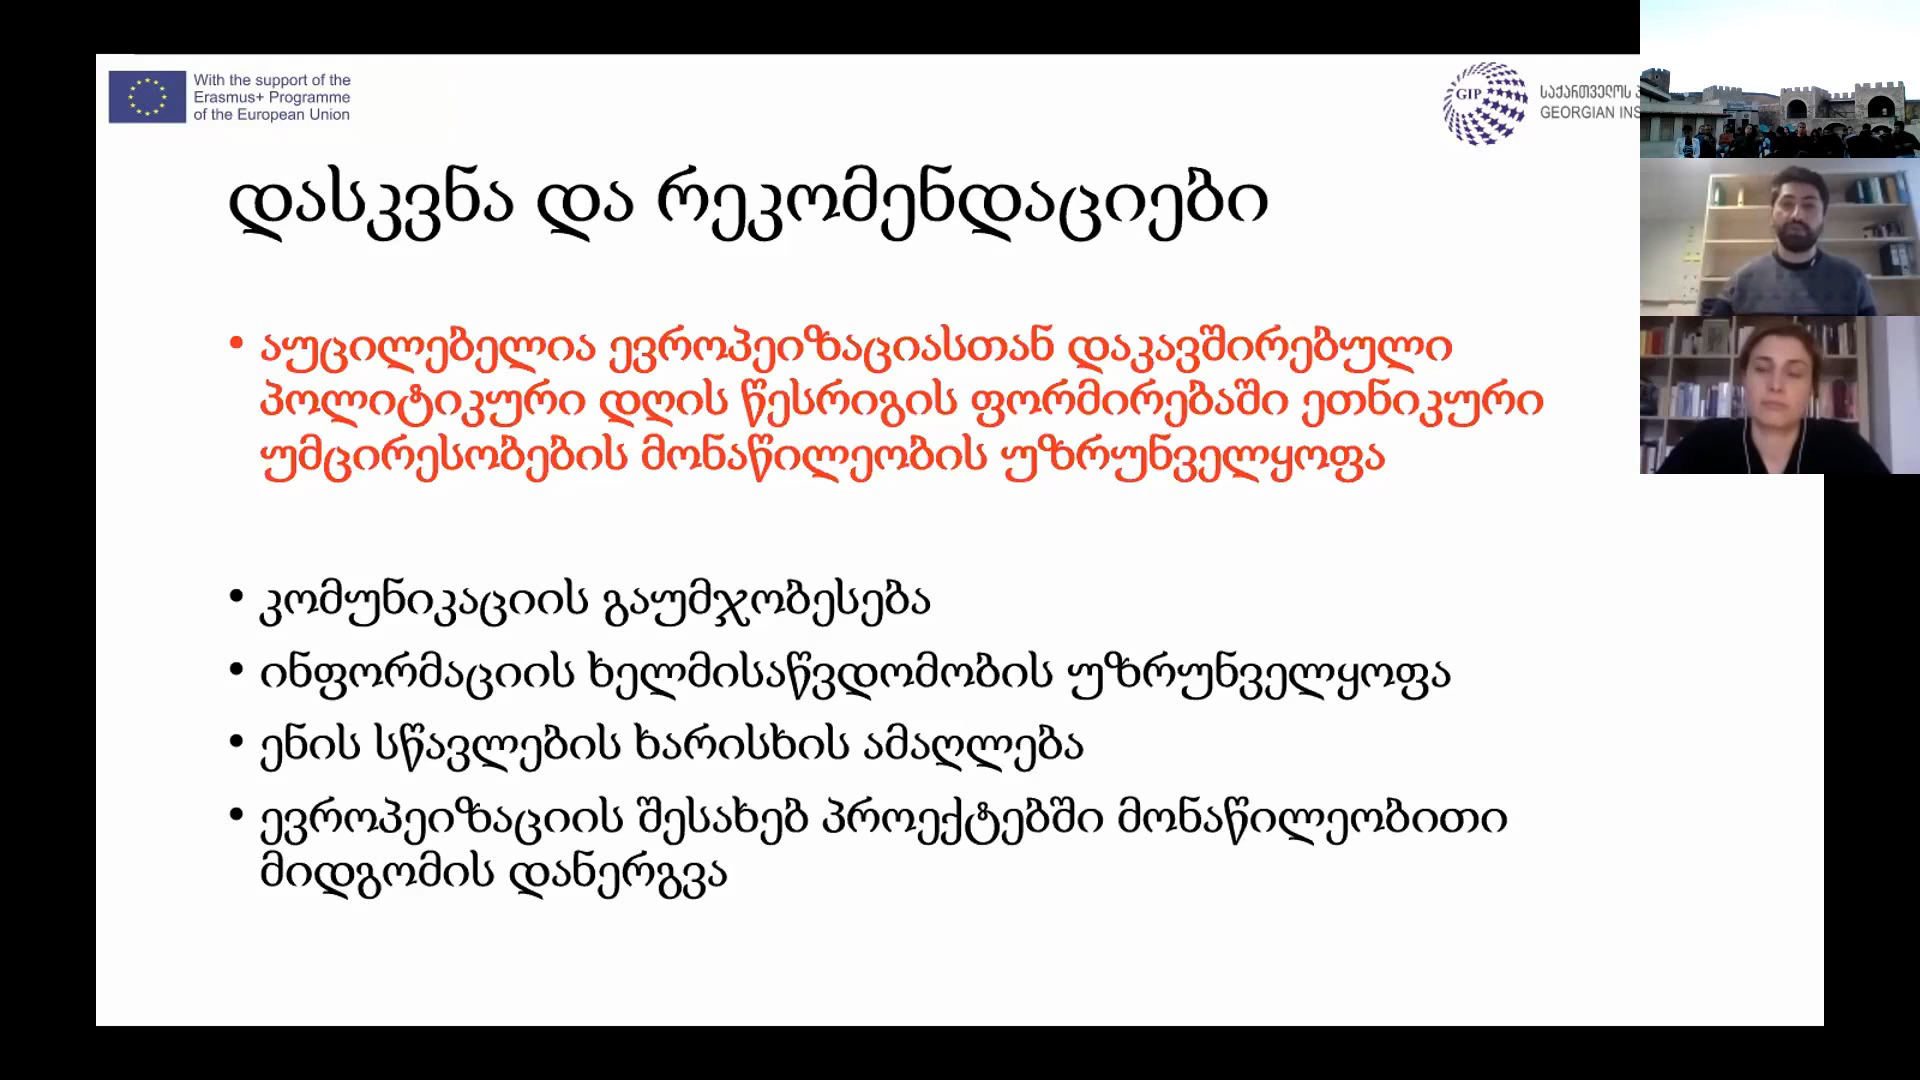 With the support of the
Erasmus+ Programme
of the European Union
GIP
საქართველოს
GEORGIAN
დასკვნა და რეკომენდაციები
• აუცილებელია ევროპეიზაციასთან დაკავშირებული
პოლიტიკური დღის წესრიგის ფორმირებაში ეთნიკური
უმცირესობების მონაწილეობის უზრუნველყოფა
• კომუნიკაციის გაუმჯობესება
• ინფორმაციის ხელმისაწვდომობის უზრუნველყოფა
• ენის სწავლების ხარისხის ამაღლება
• ევროპეიზაციის შესახებ პროექტებში მონაწილეობითი
მიდგომის დანერგვა